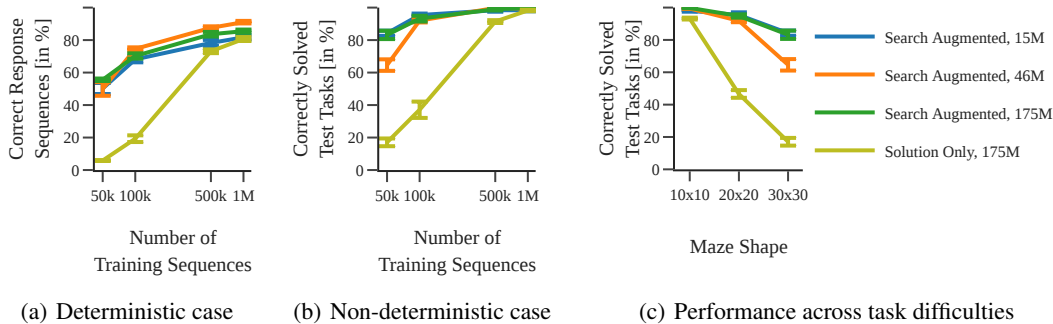 Correct Response
Sequences [in %]
80
60
40
20
0
50k 100k 500k 1M
Number of
Training Sequences
(a) Deterministic case
Correctly Solved
Test Tasks [in %]
80
60
40
20
0
50k 100k 500k 1M
Number of
Training Sequences
(b) Non-deterministic case
Correctly Solved
Test Tasks [in %]
80
60
40
20
0
10x10 20x20 30x30
Maze Shape
Search Augmented, 15M
Search Augmented, 46M
Search Augmented, 175M
Solution Only, 175M
(c) Performance across task difficulties